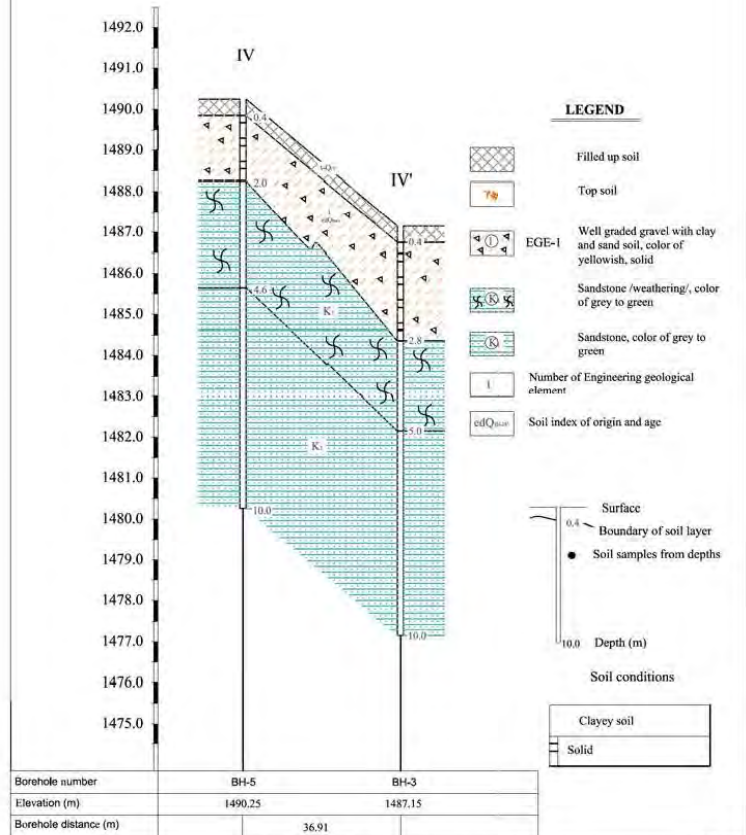 1492.0
1491.0
1490.0
1489.0
1488.0
1487.0
1486.0
1485.0
1484.0
1483.0
1482.0
1481.0
1480.0
1479.0
1478.0
1477.0
1476.0
1475.0
IV
IV'
0.4
2.0
4.6
10.0
0.4
2.8
5.0
10.0
1
K
K
LEGEND
Filled up soil
Top soil
1
EGE-1
Well graded gravel with clay
and sand soil, color of
yellowish, solid
K
Sandstone /weathering/, color
of grey to green
K
Sandstone, color of grey to
green
1
Number of Engineering geological
element
edQ
Soil index of origin and age
Surface
0.4
Boundary of soil layer
Soil samples from depths
10.0
Depth (m)
Soil conditions
Clayey soil
Solid
Borehole number BH-5 BH-3
Elevation (m) 1490.25 1487.15
Borehole distance (m) 36.91